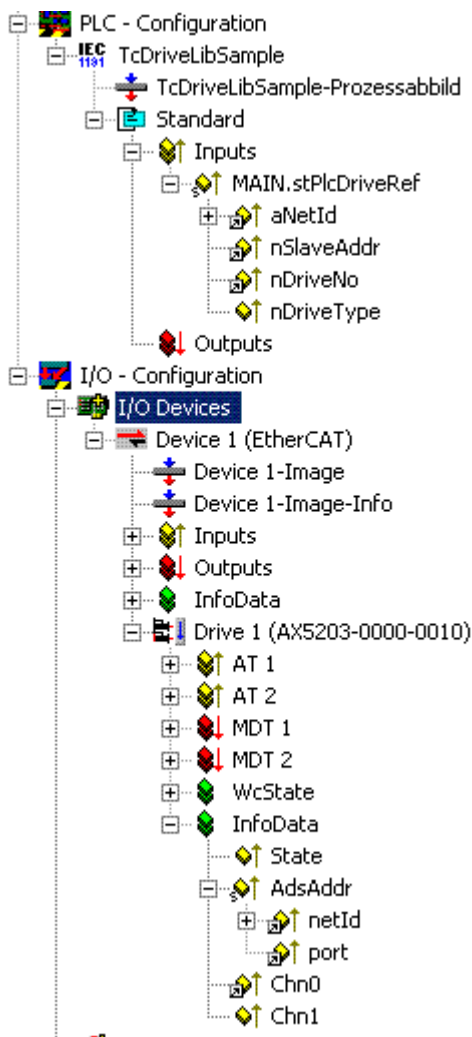 PLC - Configuration
IEC 1131 TcDriveLibSample
TcDriveLibSample-Prozessabbild
Standard
Inputs
MAIN.stPlcDriveRef
aNetId
nSlaveAddr
nDriveNo
nDriveType
Outputs
I/O - Configuration
I/O Devices
Device 1 (EtherCAT)
Device 1-Image
Device 1-Image-Info
Inputs
Outputs
InfoData
Drive 1 (AX5203-0000-0010)
AT 1
AT 2
MDT 1
MDT 2
WcState
InfoData
State
AdsAddr
netId
port
Chn0
Chn1